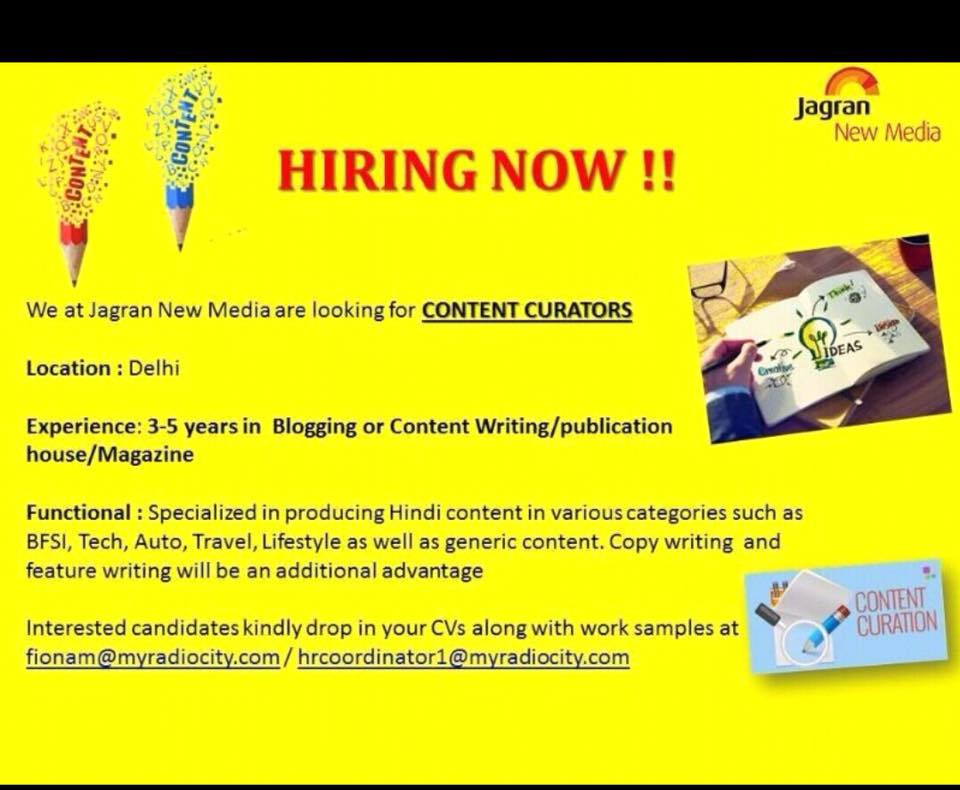 Jagran
New Media
CONTENT
CONTENT
HIRING NOW !!
We at Jagran New Media are looking for CONTENT CURATORS
Location : Delhi
Think!
IDEAS
Design
Creative
Experience: 3-5 years in Blogging or Content Writing/publication
house/Magazine
Functional : Specialized in producing Hindi content in various categories such as
BFSI, Tech, Auto, Travel, Lifestyle as well as generic content. Copy writing and
feature writing will be an additional advantage
CONTENT
CURATION
Interested candidates kindly drop in your CVs along with work samples at
fionam@myradiocity.com / hrcoordinator1@myradiocity.com